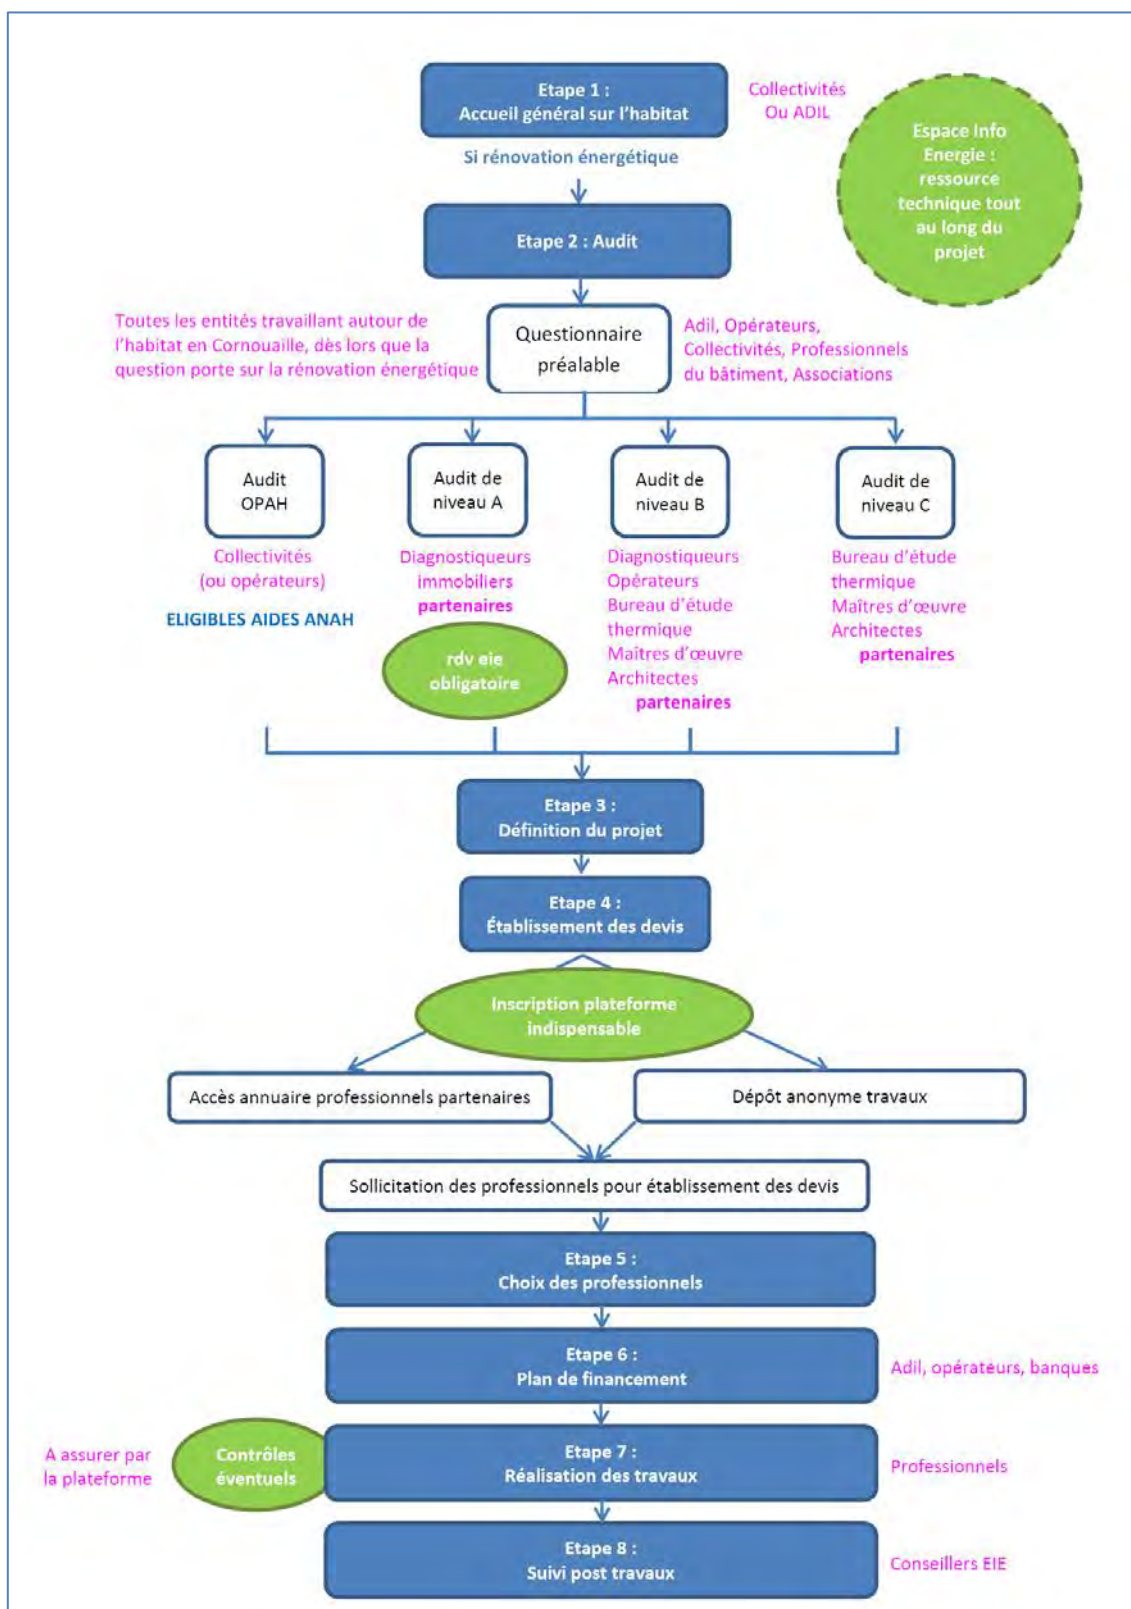 Etape 1 :
Accueil général sur l'habitat
Collectivités
Ou ADIL
Espace Info
Energie :
ressource
technique tout
au long du
projet
Si rénovation énergétique
Etape 2 : Audit
Toutes les entités travaillant autour de
l'habitat en Cornouaille, dès lors que la
question porte sur la rénovation énergétique
Questionnaire
préalable
Adil, Opérateurs,
Collectivités, Professionnels
du bâtiment, Associations
Audit
OPAH
Audit de
niveau A
Audit de
niveau B
Audit de
niveau C
Collectivités
(ou opérateurs)
ELIGIBLES AIDES ANAH
Diagnostiqueurs
immobiliers
partenaires
rdv eie
obligatoire
Diagnostiqueurs
Opérateurs
Bureau d'étude
thermique
Maîtres d'œuvre
Architectes
partenaires
Bureau d'étude
thermique
Maîtres d'œuvre
Architectes
partenaires
Etape 3 :
Définition du projet
Etape 4 :
Établissement des devis
Inscription plateforme
indispensable
Accès annuaire professionnels partenaires
Dépôt anonyme travaux
Sollicitation des professionnels pour établissement des devis
Etape 5 :
Choix des professionnels
Etape 6 :
Plan de financement
Adil, opérateurs, banques
A assurer par
la plateforme
Contrôles
éventuels
Etape 7 :
Réalisation des travaux
Professionnels
Etape 8 :
Suivi post travaux
Conseillers EIE